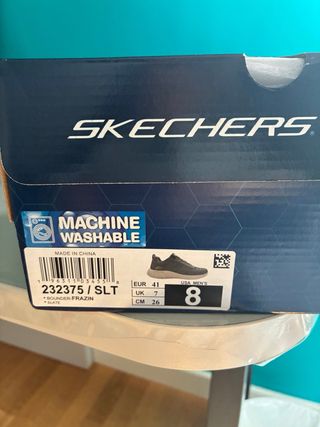 SKECHERS
MACHINE
WASHABLE
MADE IN CHINA
232375 / SLT
* BOUNDER-FRAZIN
* SLATE
EUR 41
UK 7
CM 26
USA MEN'S
8